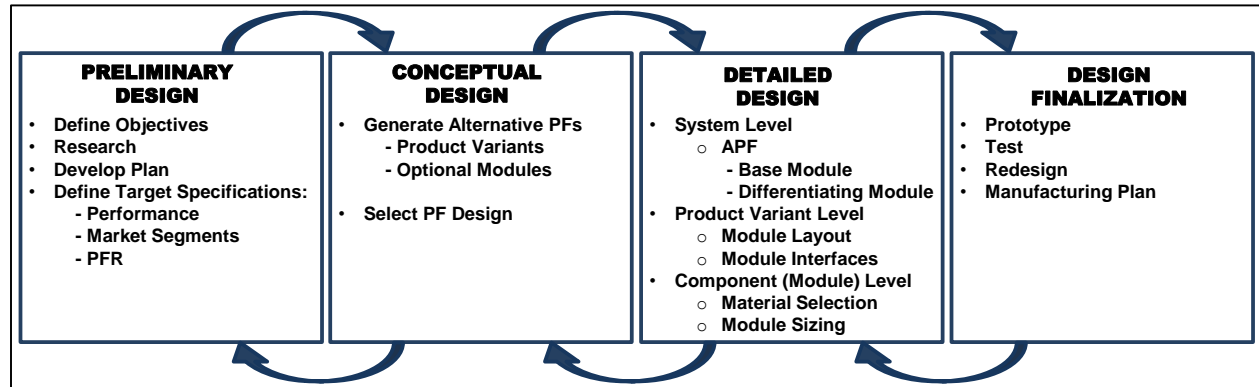 PRELIMINARY
DESIGN
• Define Objectives
• Research
• Develop Plan
• Define Target Specifications:
- Performance
- Market Segments
- PFR
CONCEPTUAL
DESIGN
• Generate Alternative PFs
- Product Variants
- Optional Modules
• Select PF Design
DETAILED
DESIGN
• System Level
o APF
- Base Module
- Differentiating Module
• Product Variant Level
o Module Layout
o Module Interfaces
• Component (Module) Level
o Material Selection
o Module Sizing
DESIGN
FINALIZATION
• Prototype
• Test
• Redesign
• Manufacturing Plan